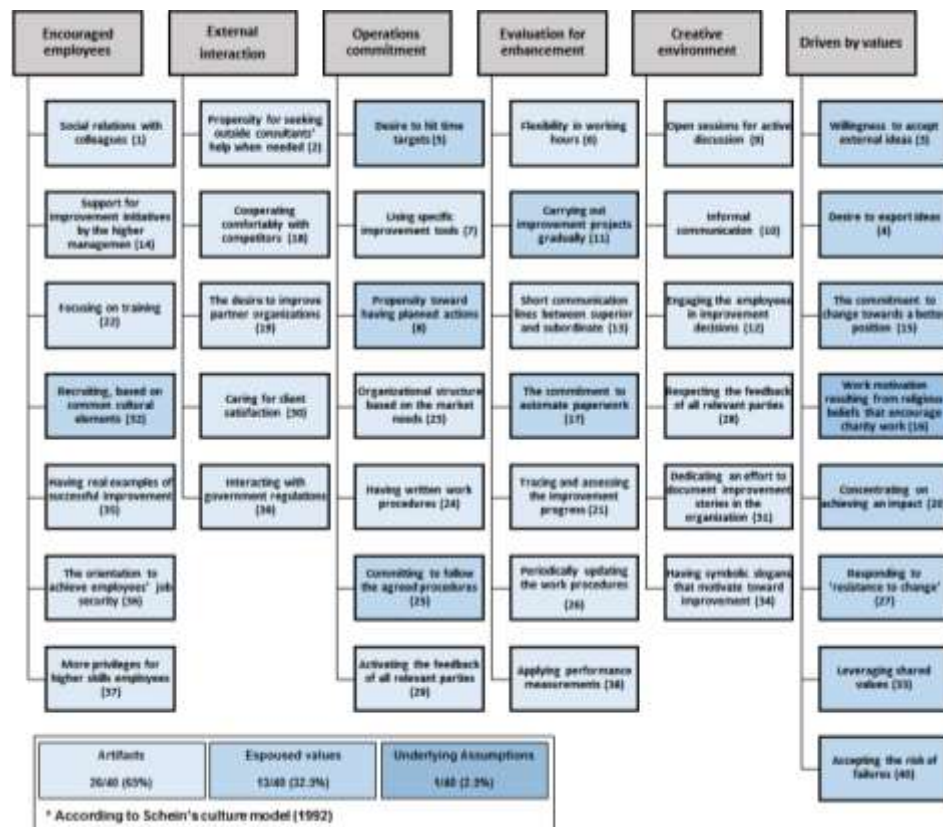 Encouraged
employees
External
interaction
Operations
commitment
Evaluation for
enhancement
Creative
environment
Driven by values
Social relations with
colleagues (1)
Support for
improvement initiatives
by the higher
managemen (14)
Focusing on training
(22)
Recruiting, based on
common cultural
elements (32)
Having real examples of
successful improvement
(35)
The orientation to
achieve employees' job
security (36)
More privileges for
higher skills employees
(37)
Propensity for seeking
outside consultants'
help when needed (2)
Cooperating
comfortably with
competitors (18)
The desire to improve
partner organizations
(19)
Caring for client
satisfaction (30)
Interacting with
government regulations
Desire to hit time
targets (5)
Using specific
improvement tools (7)
Propensity toward
having planned actions
(8)
Organizational structure
based on the market
needs (23)
Having written work
procedures (24)
Committing to follow
the agreed procedures
(25)
Activating the feedback
of all relevant parties
(29)
Flexibility in working
hours (6)
Carrying out
improvement projects
gradually (11)
Short communication
lines between superior
and subordinate (13)
The commitment to
automate paperwork
(17)
Tracing and assessing
the improvement
progress (21)
Periodically updating
the work procedures
(26)
Applying performance
measurements (38)
Open sessions for active
discussion (9)
Informal
communication (10)
Engaging the employees
in improvement
decisions (12)
Respecting the feedback
of all relevant parties
(28)
Dedicating an effort to
document improvement
stories in the
organization (31)
Having symbolic slogans
that motivate toward
improvement (34)
Willingness to accept
external ideas (3)
Desire to export ideas
(4)
The commitment to
change towards a better
position (15)
Work motivation
resulting from religious
beliefs that encourage
charity work (16)
Concentrating on
achieving an impact
Responding to
'resistance to change'
(27)
Leveraging shared
values (33)
Accepting the risk of
failures (40)
Artifacts
26/40 (65%)
Espoused values
13/40 (32.5%)
Underlying Assumptions
1/40 (2.5%)
* According to Schein's culture model (1992)